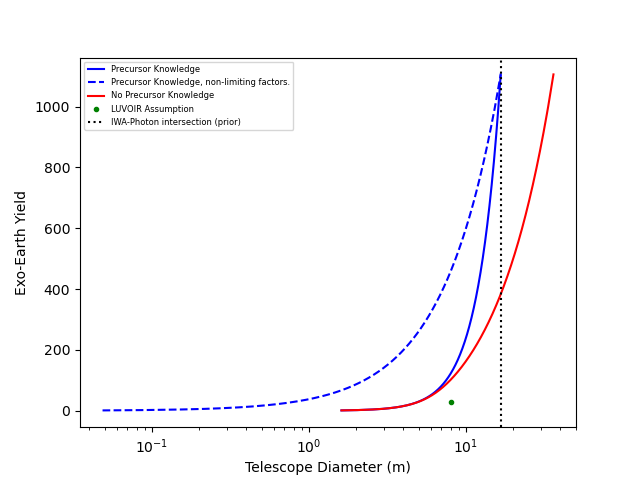 Precursor Knowledge
Precursor Knowledge, non-limiting factors.
No Precursor Knowledge
LUVOIR Assumption
IWA-Photon intersection (prior)
1000
800
600
400
200
0
Exo-Earth Yield
10⁻¹ 10⁰ 10¹
Telescope Diameter (m)